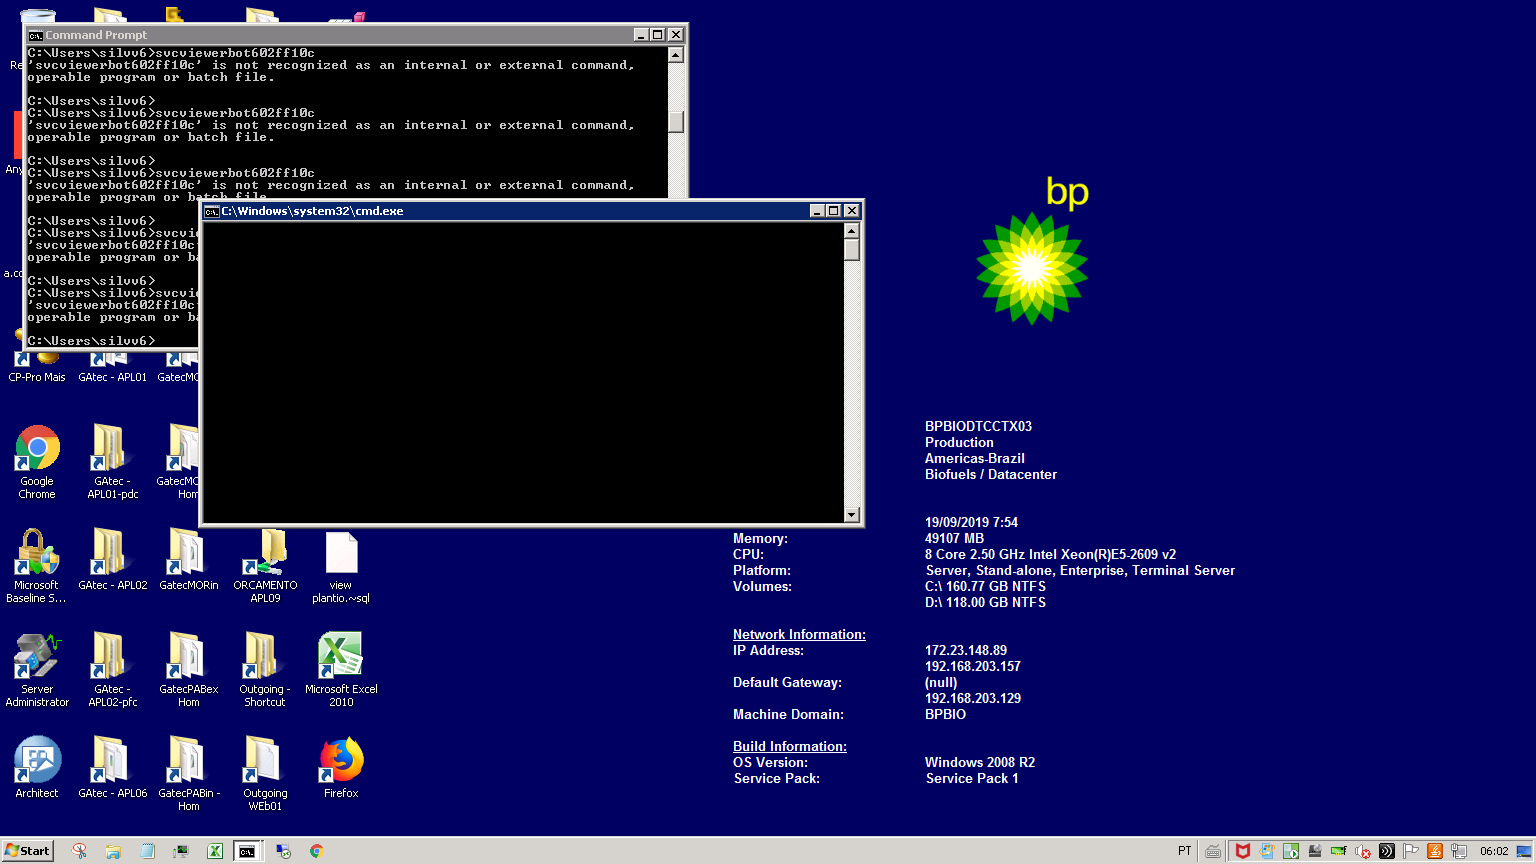 Command Prompt
C:\Users\silvv6>svcviewerbot602ff10c
'svcviewerbot602ff10c' is not recognized as an internal or external command,
operable program or batch file.
C:\Users\silvv6>
C:\Users\silvv6>svcviewerbot602ff10c
'svcviewerbot602ff10c' is not recognized as an internal or external command,
operable program or batch file.
C:\Users\silvv6>
C:\Users\silvv6>svcviewerbot602ff10c
'svcviewerbot602ff10c' is not recognized as an internal or external command,
operable program or batch file.
C:\Users\silvv6>
C:\Users\silvv6>svcvi
'svcviewerbot602ff10c
operable program or ba
C:\Users\silvv6>
C:\Users\silvv6>svcvi
'svcviewerbot602ff10c
operable program or ba
C:\Users\silvv6>
C:\Windows\system32\cmd.exe
Re
Any
a.co
CP-Pro Mais
GAtec - APL01
GatecMO
Google
Chrome
GAtec -
APL01-pdc
GatecMO
Hom
Microsoft
Baseline S...
GAtec - APL02
GatecMORin
ORCAMENTO
APL09
view
plantio.~sql
Server
Administrator
GAtec -
APL02-pfc
GatecPABex
Hom
Outgoing -
Shortcut
Microsoft Excel
2010
Architect
GAtec - APL06
GatecPABin -
Hom
Outgoing
WEb01
Firefox
bp
BPBIODTCCTX03
Production
Americas-Brazil
Biofuels / Datacenter
19/09/2019 7:54
Memory: 49107 MB
CPU: 8 Core 2.50 GHz Intel Xeon(R)E5-2609 v2
Platform: Server, Stand-alone, Enterprise, Terminal Server
Volumes: C:\ 160.77 GB NTFS
D:\ 118.00 GB NTFS
Network Information:
IP Address: 172.23.148.89
192.168.203.157
Default Gateway: (null)
192.168.203.129
Machine Domain: BPBIO
Build Information:
OS Version: Windows 2008 R2
Service Pack: Service Pack 1
Start
PT
06:02